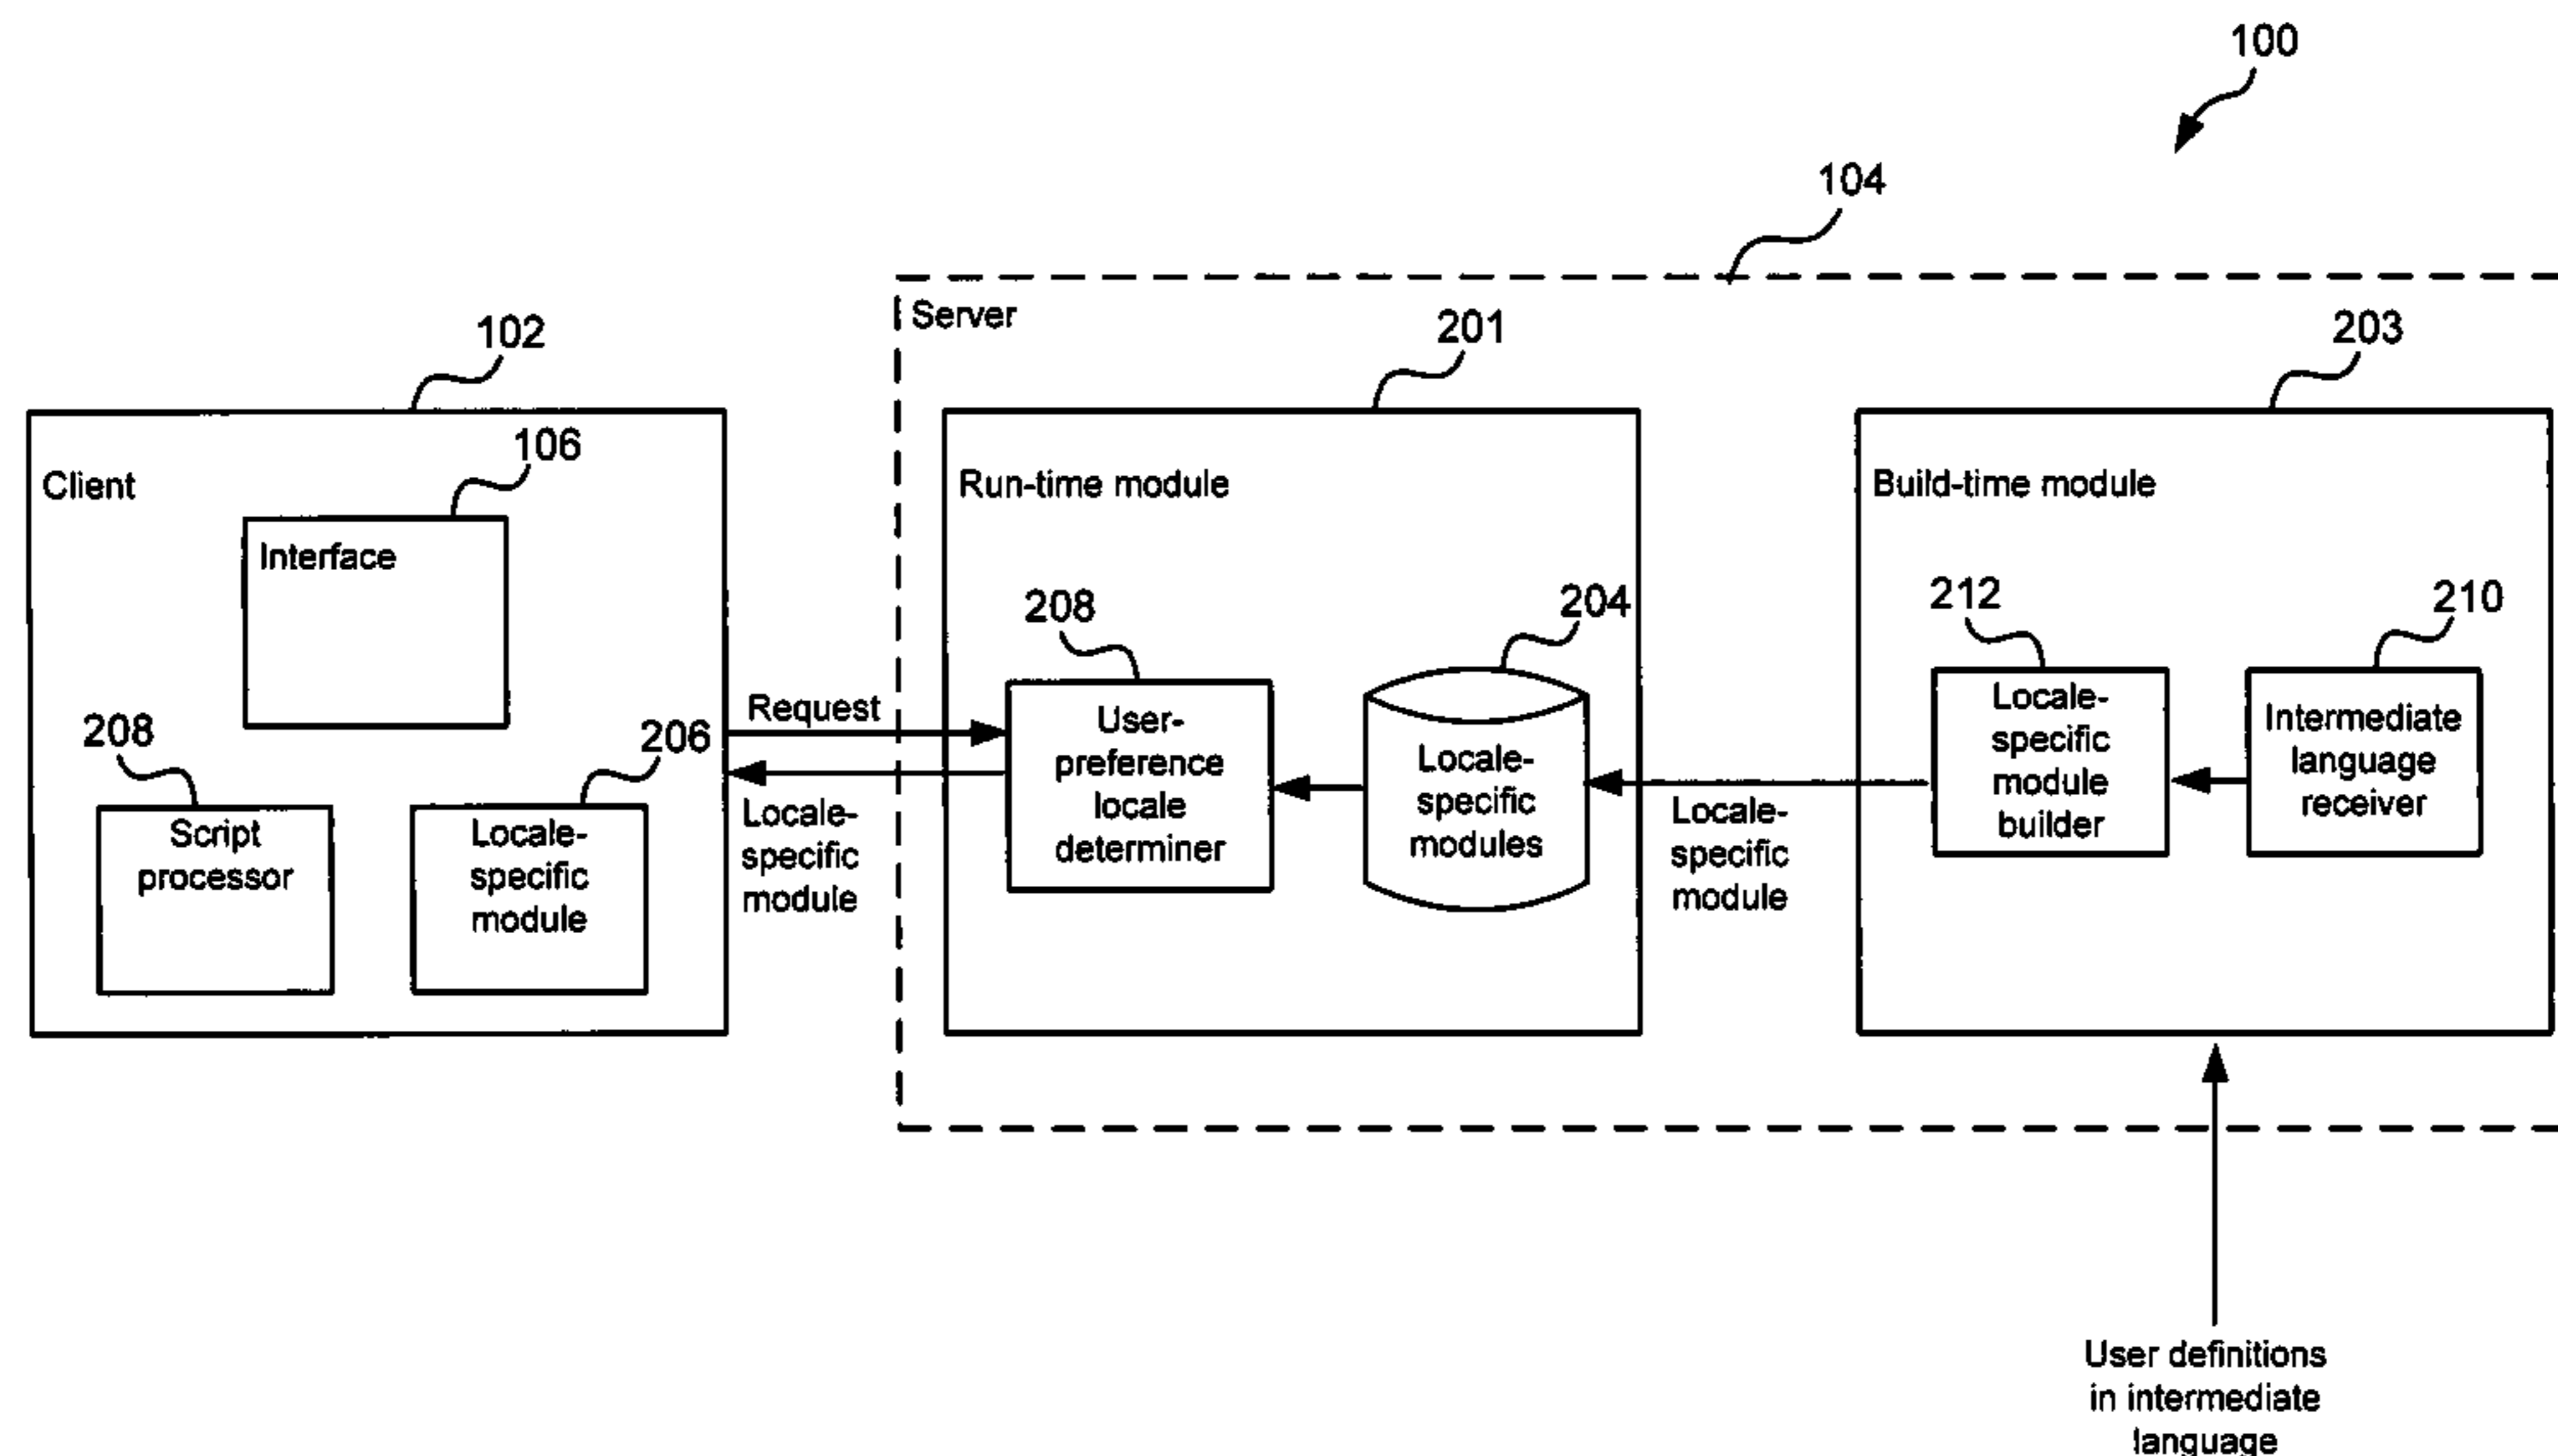 100
104
Server
102
201
203
106
Client
Run-time module
Build-time module
Interface
208
204
212
210
208
206
Request
User-
preference
locale
determiner
Locale-
specific
modules
Locale-
specific
module
builder
Intermediate
language
receiver
Script
processor
Locale-
specific
module
Locale-
specific
module
Locale-
specific
module
User definitions
in intermediate
language